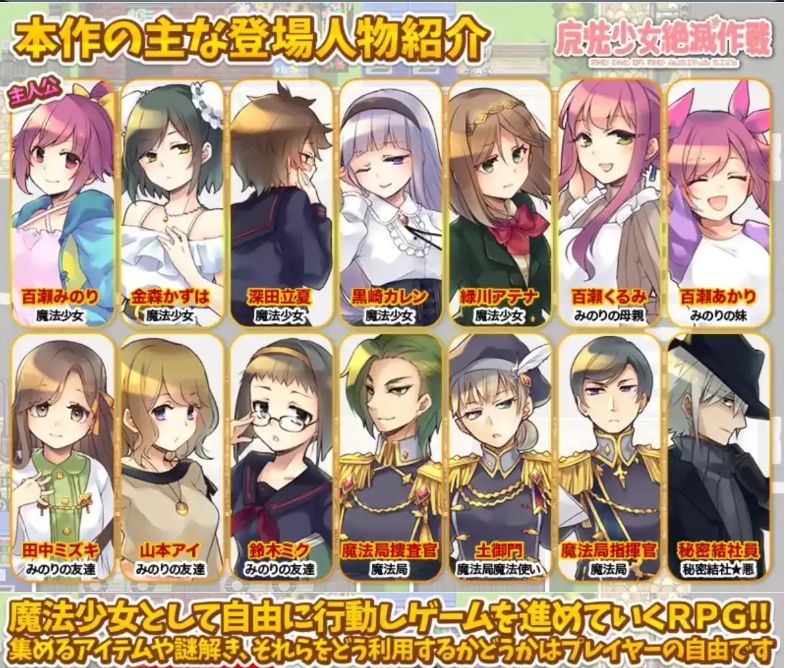 本作の主な登場人物紹介
魔法少女絶滅作戦
主人公
百瀬みのり
魔法少女
金森かずは
魔法少女
深田立夏
魔法少女
黒崎カレン
魔法少女
緑川アテナ
魔法少女
百瀬くるみ
みのりの母親
百瀬あかり
みのりの妹
田中ミズキ
みのりの友達
山本アイ
みのりの友達
鈴木ミク
みのりの友達
魔法局捜査官
魔法局
土御門
魔法局魔法使い
魔法局指揮官
魔法局
秘密結社員
秘密結社★悪
魔法少女として自由に行動しゲームを進めていくRPG!!
集めるアイテムや謎解き、それらをどう利用するかどうかはプレイヤーの自由です